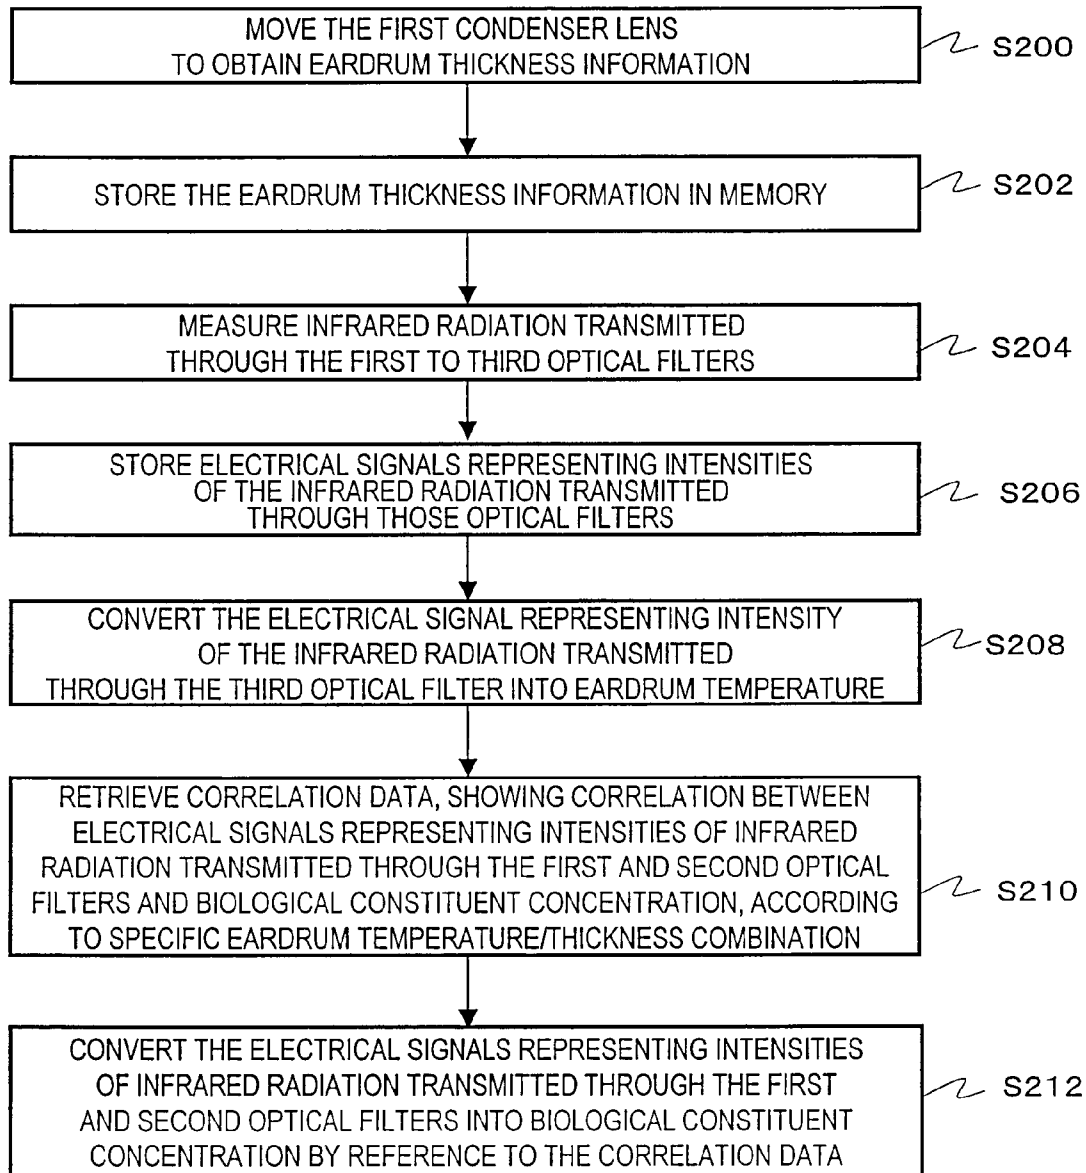 MOVE THE FIRST CONDENSER LENS
TO OBTAIN EARDRUM THICKNESS INFORMATION
S200
STORE THE EARDRUM THICKNESS INFORMATION IN MEMORY
S202
MEASURE INFRARED RADIATION TRANSMITTED
THROUGH THE FIRST TO THIRD OPTICAL FILTERS
S204
STORE ELECTRICAL SIGNALS REPRESENTING INTENSITIES
OF THE INFRARED RADIATION TRANSMITTED
THROUGH THOSE OPTICAL FILTERS
S206
CONVERT THE ELECTRICAL SIGNAL REPRESENTING INTENSITY
OF THE INFRARED RADIATION TRANSMITTED
THROUGH THE THIRD OPTICAL FILTER INTO EARDRUM TEMPERATURE
S208
RETRIEVE CORRELATION DATA, SHOWING CORRELATION BETWEEN
ELECTRICAL SIGNALS REPRESENTING INTENSITIES OF INFRARED
RADIATION TRANSMITTED THROUGH THE FIRST AND SECOND OPTICAL
FILTERS AND BIOLOGICAL CONSTITUENT CONCENTRATION, ACCORDING
TO SPECIFIC EARDRUM TEMPERATURE/THICKNESS COMBINATION
S210
CONVERT THE ELECTRICAL SIGNALS REPRESENTING INTENSITIES
OF INFRARED RADIATION TRANSMITTED THROUGH THE FIRST
AND SECOND OPTICAL FILTERS INTO BIOLOGICAL CONSTITUENT
CONCENTRATION BY REFERENCE TO THE CORRELATION DATA
S212